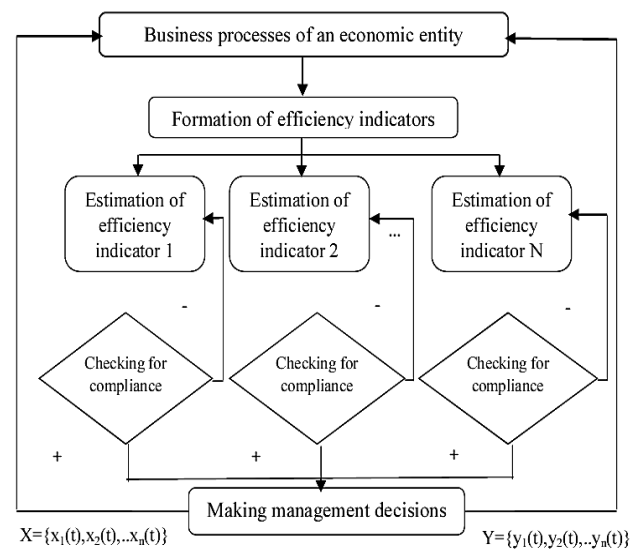 Business processes of an economic entity
Formation of efficiency indicators
Estimation of
efficiency
indicator 1
Estimation of
efficiency
indicator 2
...
Estimation of
efficiency
indicator N
-
-
-
Checking for
compliance
Checking for
compliance
Checking for
compliance
+
+
+
Making management decisions
X={x₁(t),x₂(t),..xₙ(t)}
Y={y₁(t),y₂(t),..yₙ(t)}